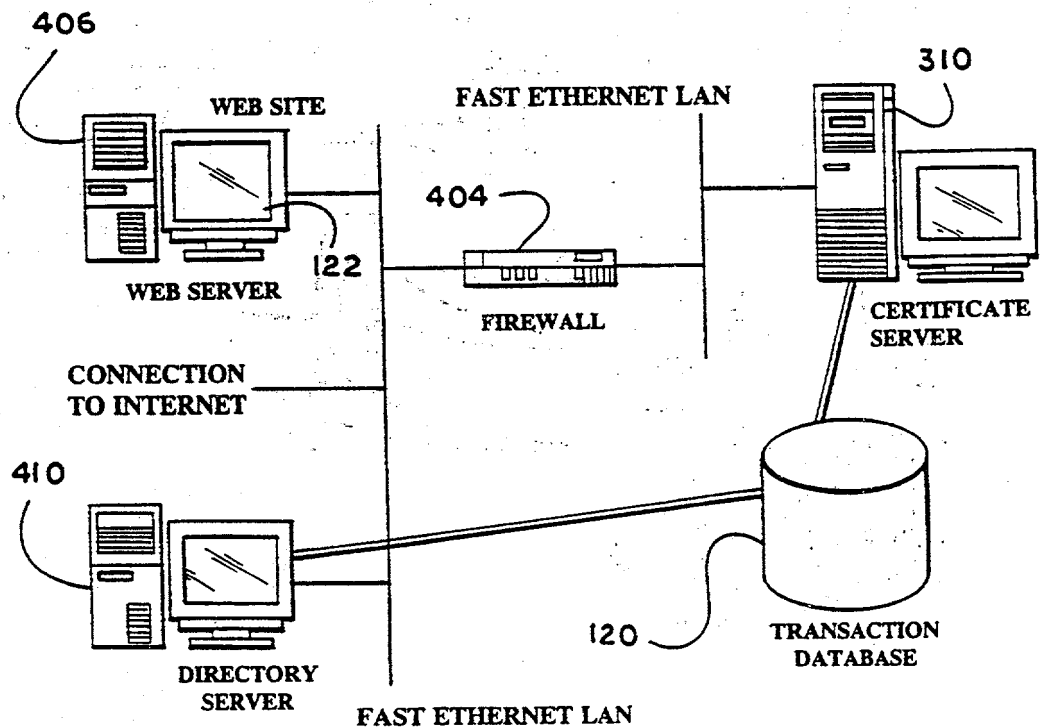 406
WEB SITE
FAST ETHERNET LAN
310
404
122
WEB SERVER
FIREWALL
CERTIFICATE
SERVER
CONNECTION
TO INTERNET
410
120
TRANSACTION
DATABASE
DIRECTORY
SERVER
FAST ETHERNET LAN